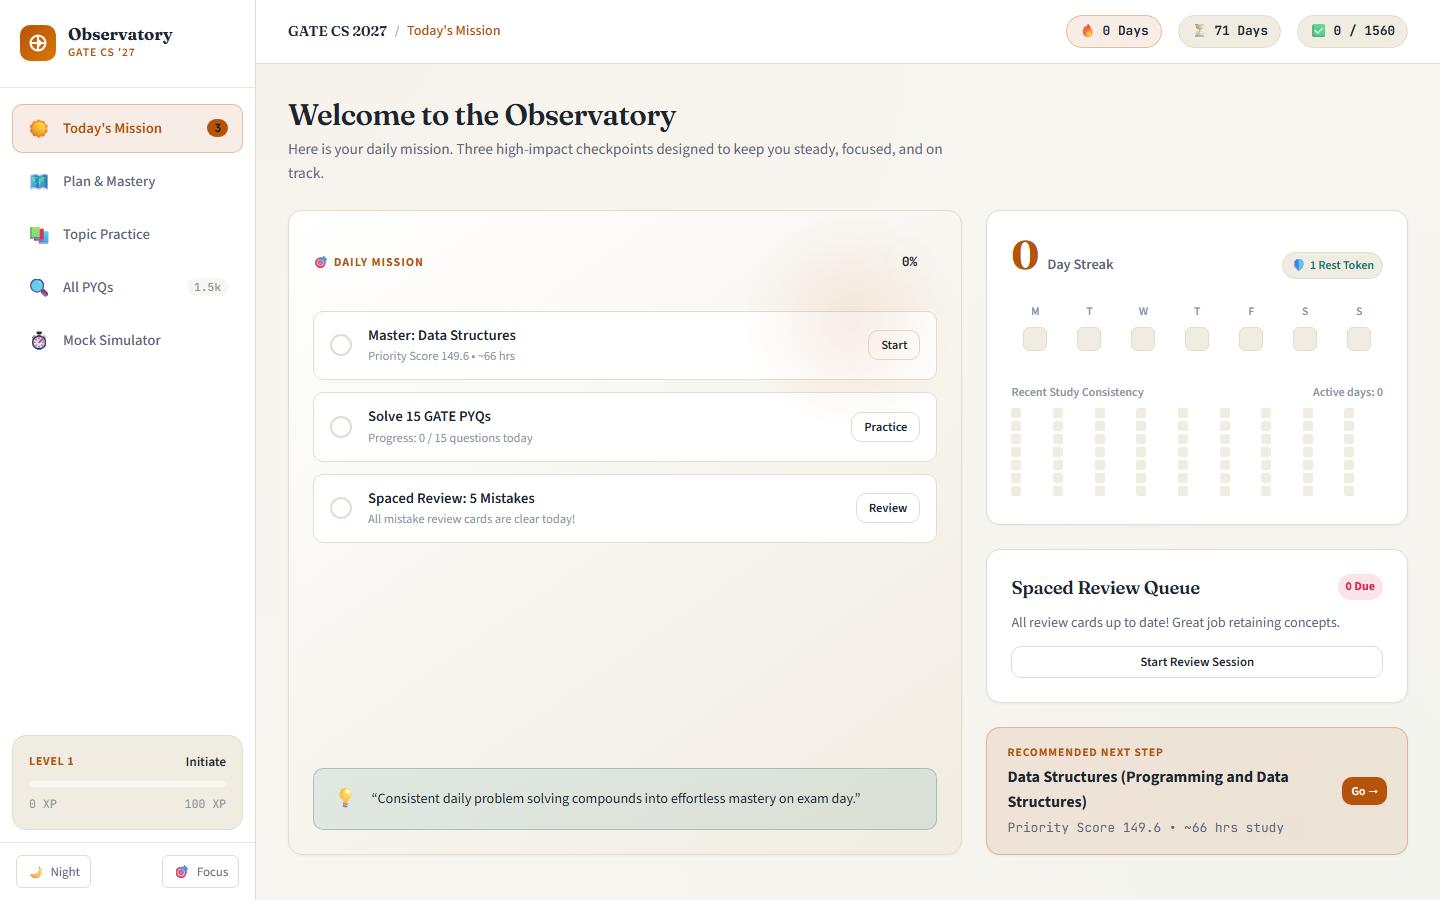 Observatory
GATE CS '27
Today's Mission
3
Plan & Mastery
Topic Practice
All PYQs
1.5k
Mock Simulator
LEVEL 1
Initiate
0 XP
100 XP
Night
Focus
GATE CS 2027 / Today's Mission
0 Days
71 Days
0 / 1560
Welcome to the Observatory
Here is your daily mission. Three high-impact checkpoints designed to keep you steady, focused, and on
track.
DAILY MISSION
0%
Master: Data Structures
Priority Score 149.6 • ~66 hrs
Start
Solve 15 GATE PYQs
Progress: 0 / 15 questions today
Practice
Spaced Review: 5 Mistakes
All mistake review cards are clear today!
Review
“Consistent daily problem solving compounds into effortless mastery on exam day.”
0 Day Streak
1 Rest Token
M T W T F S S
Recent Study Consistency
Active days: 0
Spaced Review Queue
0 Due
All review cards up to date! Great job retaining concepts.
Start Review Session
RECOMMENDED NEXT STEP
Data Structures (Programming and Data
Structures)
Priority Score 149.6 • ~66 hrs study
Go →